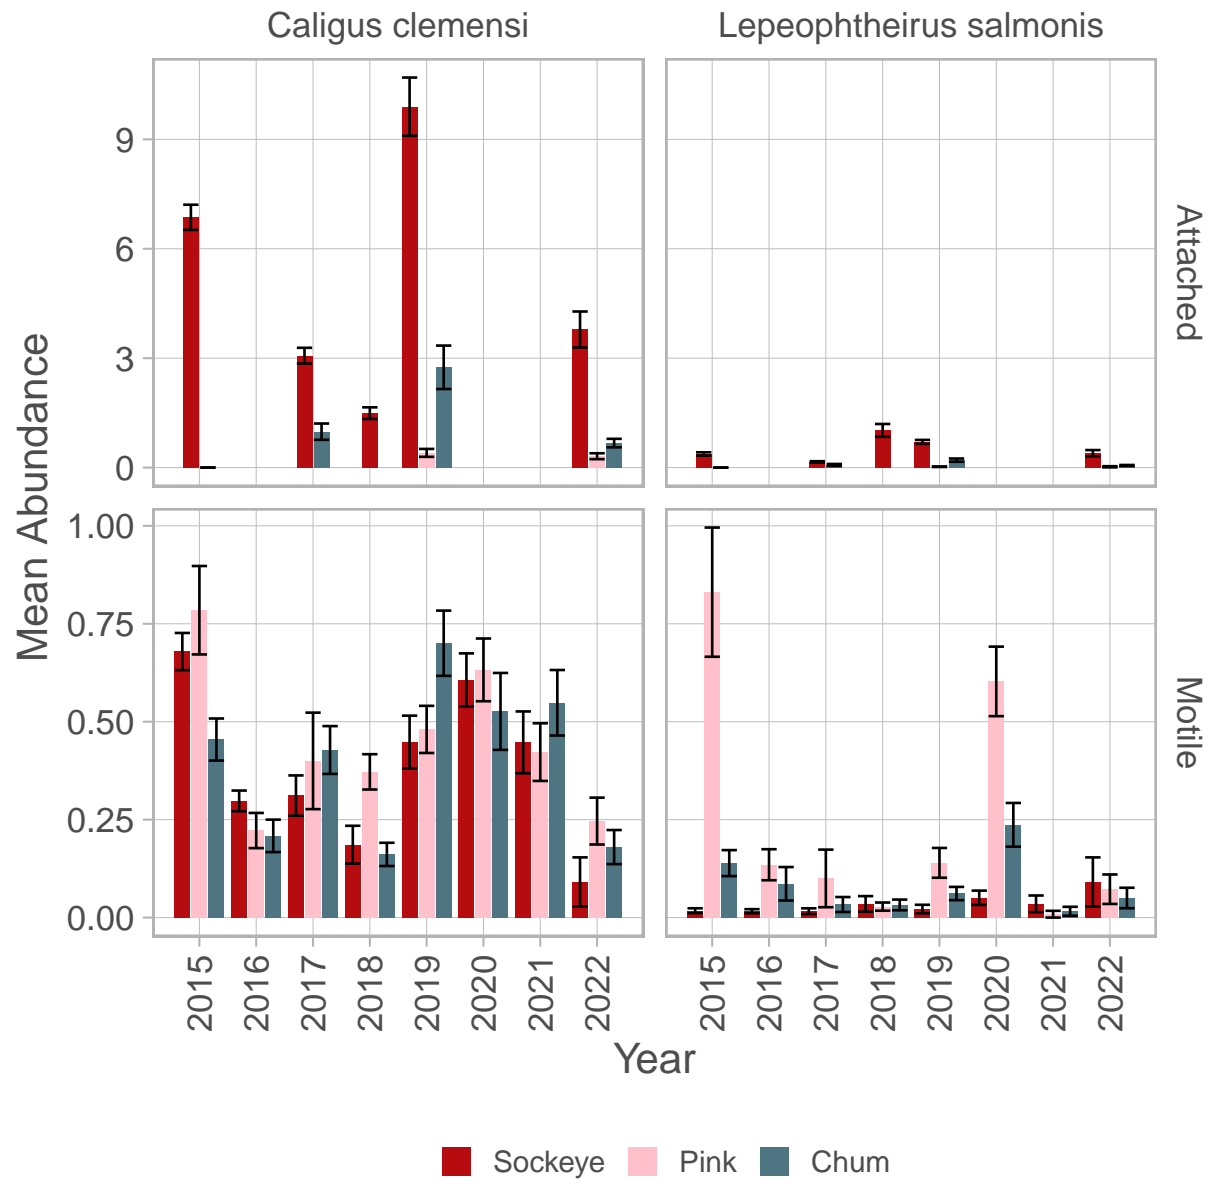 Caligus clemensi
Lepeophtheirus salmonis
Mean Abundance
9
6
3
0
Attached
1.00
0.75
0.50
0.25
0.00
Motile
2015 2016 2017 2018 2019 2020 2021 2022
2015 2016 2017 2018 2019 2020 2021 2022
Year
Sockeye Pink Chum